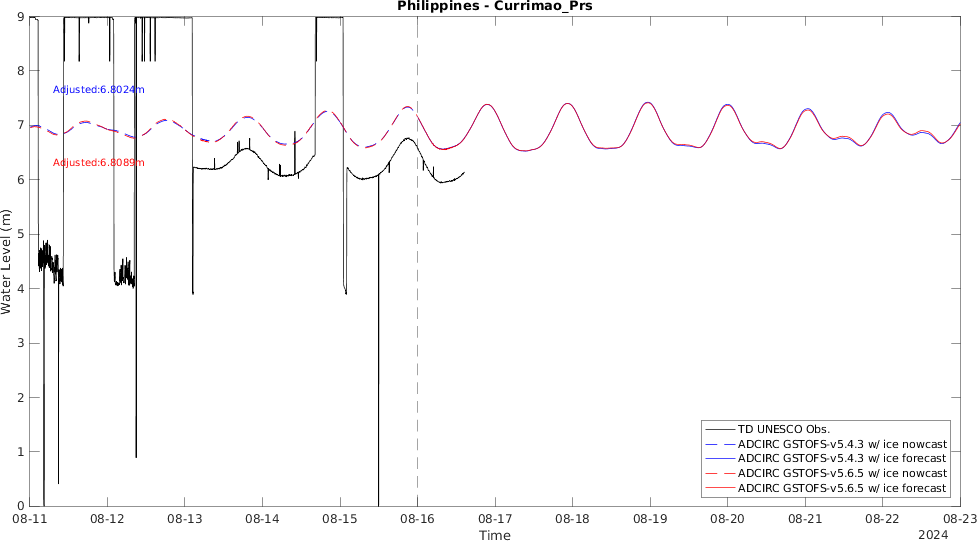 Philippines - Currimao_Prs
9
8
7
6
5
4
3
2
1
0
Water Level (m)
Adjusted:6.8024m
Adjusted:6.8089m
TD UNESCO Obs.
ADCIRC GSTOFS-v5.4.3 w/ ice nowcast
ADCIRC GSTOFS-v5.4.3 w/ ice forecast
ADCIRC GSTOFS-v5.6.5 w/ ice nowcast
ADCIRC GSTOFS-v5.6.5 w/ ice forecast
08-11 08-12 08-13 08-14 08-15 08-16 08-17 08-18 08-19 08-20 08-21 08-22 08-23
Time
2024